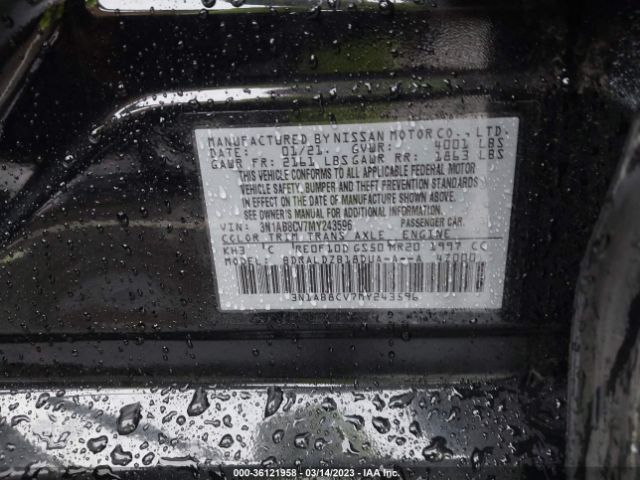 MANUFACTURED BY NISSAN MOTOR CO., LTD.
DATE: 01/21 GVWR: 4001 LBS
GAWR FR: 2161 LBS GAWR RR: 1863 LBS
THIS VEHICLE CONFORMS TO ALL APPLICABLE FEDERAL MOTOR
VEHICLE SAFETY, BUMPER AND THEFT PREVENTION STANDARDS
IN EFFECT ON THE DATE OF MANUFACTURE SHOWN ABOVE.
SEE OWNER'S MANUAL FOR ADDITIONAL INFORMATION.
VIN: 3N1AB8CV7MY243596 PASSENGER CAR
COLOR TRIM TRANS AXLE ENGINE
KH3 C RE0F10D GS50 MR20 1997 CC
MODEL: BDRALDZB18DUA-A--A 47000
3N1AB8CV7MY243596
000-36121958 - 03/14/2023 - IAA Inc.